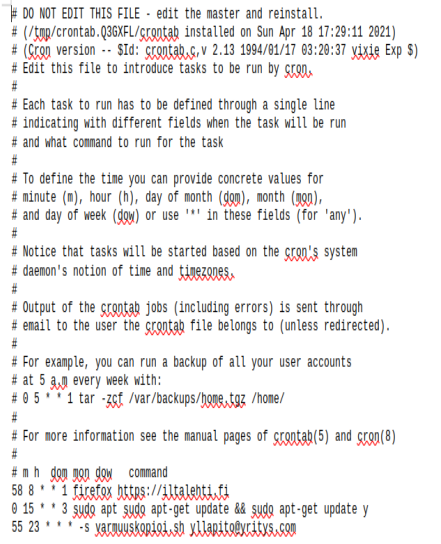 # DO NOT EDIT THIS FILE - edit the master and reinstall.
# (/tmp/crontab.Q3GXFL/crontab installed on Sun Apr 18 17:29:11 2021)
# (Cron version -- $Id: crontab.c,v 2.13 1994/01/17 03:20:37 vixie Exp $)
# Edit this file to introduce tasks to be run by cron.
#
# Each task to run has to be defined through a single line
# indicating with different fields when the task will be run
# and what command to run for the task
#
# To define the time you can provide concrete values for
# minute (m), hour (h), day of month (dom), month (mon),
# and day of week (dow) or use '*' in these fields (for 'any').
#
# Notice that tasks will be started based on the cron's system
# daemon's notion of time and timezones.
#
# Output of the crontab jobs (including errors) is sent through
# email to the user the crontab file belongs to (unless redirected).
#
# For example, you can run a backup of all your user accounts
# at 5 a.m every week with:
# 0 5 * * 1 tar -zcf /var/backups/home.tgz /home/
#
# For more information see the manual pages of crontab(5) and cron(8)
#
# m h  dom mon dow   command
58 8 * * 1 firefox https://iltalehti.fi
0 15 * * 3 sudo apt sudo apt-get update && sudo apt-get update y
55 23 * * * -s varmuuskopioi.sh yllapito@yritys.com